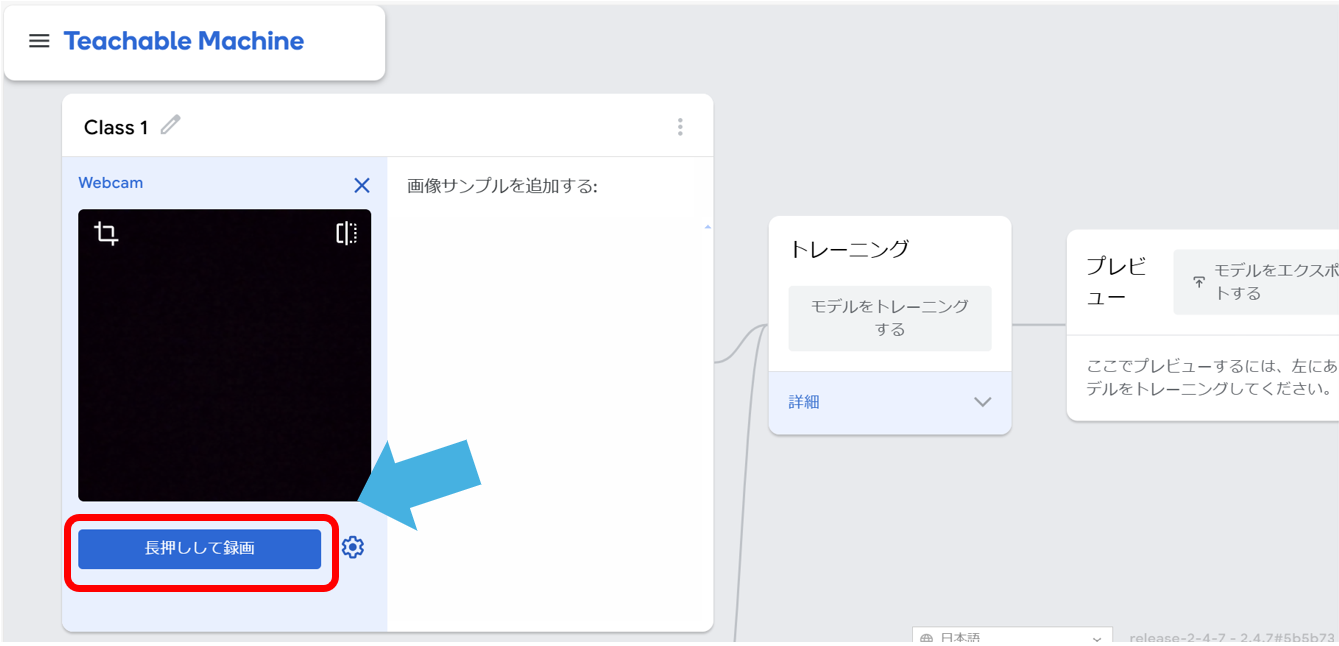 Teachable Machine
Class 1
Webcam
画像サンプルを追加する:
長押しして録画
トレーニング
モデルをトレーニング
する
詳細
プレビ
ュー
モデルをエクスポ
トする
ここでプレビューするには、左にあ
デルをトレーニングしてください。
日本語
release-2-4-7 - 2.4.7#5b5b73